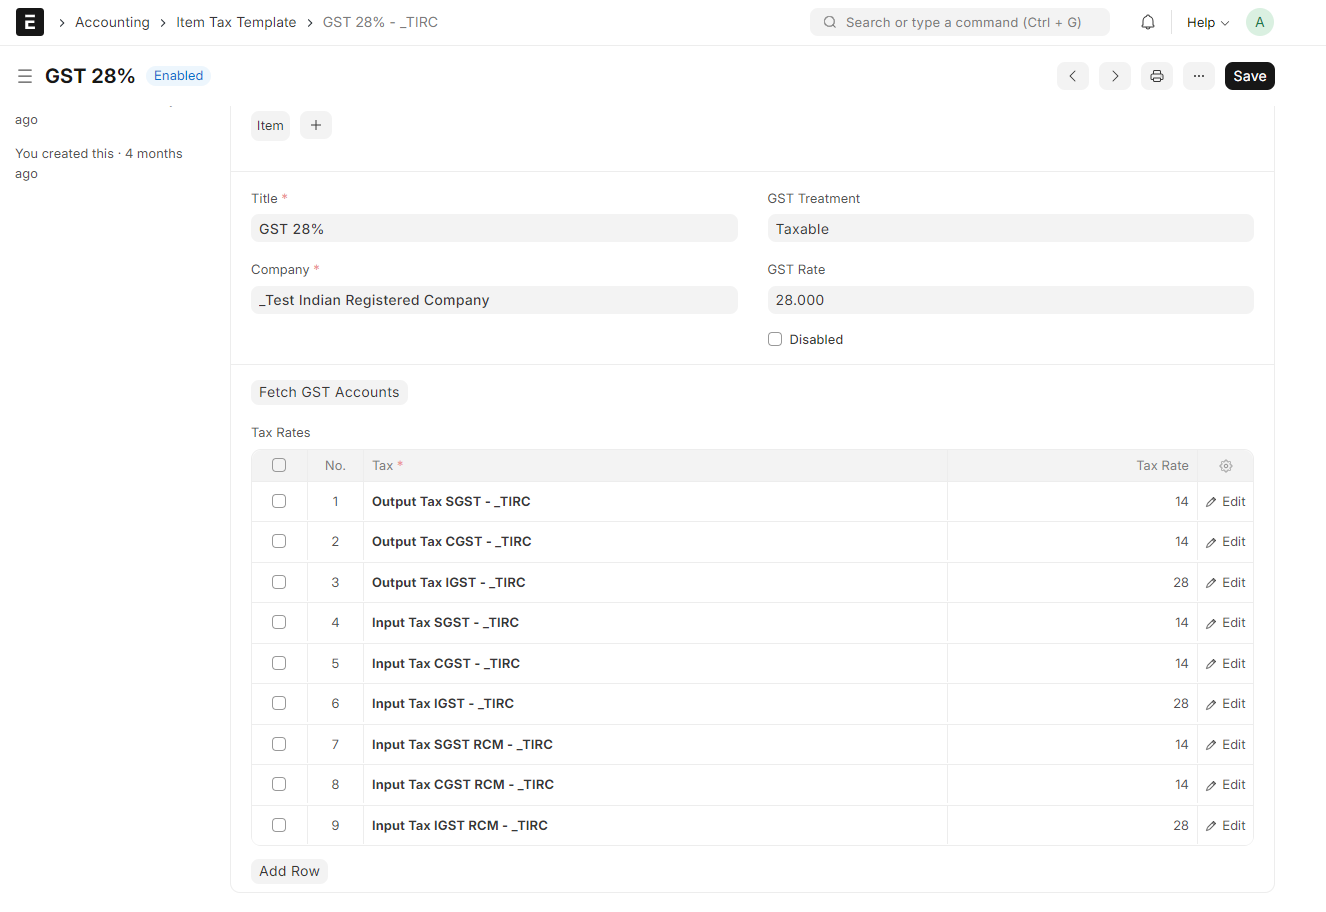 E
Accounting
Item Tax Template
GST 28% - _TIRC
Search or type a command (Ctrl + G)
Help
A
GST 28%
Enabled
Save
ago
You created this · 4 months
ago
Item
Title *
GST 28%
GST Treatment
Taxable
Company *
_Test Indian Registered Company
GST Rate
28.000
Disabled
Fetch GST Accounts
Tax Rates
No. Tax * Tax Rate
1 Output Tax SGST - _TIRC 14 Edit
2 Output Tax CGST - _TIRC 14 Edit
3 Output Tax IGST - _TIRC 28 Edit
4 Input Tax SGST - _TIRC 14 Edit
5 Input Tax CGST - _TIRC 14 Edit
6 Input Tax IGST - _TIRC 28 Edit
7 Input Tax SGST RCM - _TIRC 14 Edit
8 Input Tax CGST RCM - _TIRC 14 Edit
9 Input Tax IGST RCM - _TIRC 28 Edit
Add Row